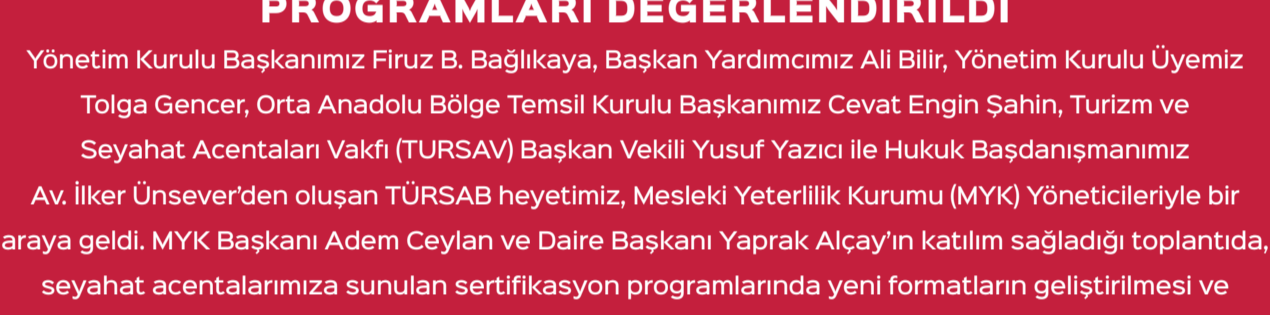 PROGRAMLARI DEĞERLENDİRİLDİ
Yönetim Kurulu Başkanımız Firuz B. Bağlıkaya, Başkan Yardımcımız Ali Bilir, Yönetim Kurulu Üyemiz
Tolga Gencer, Orta Anadolu Bölge Temsil Kurulu Başkanımız Cevat Engin Şahin, Turizm ve
Seyahat Acentaları Vakfı (TURSAV) Başkan Vekili Yusuf Yazıcı ile Hukuk Başdanışmanımız
Av. İlker Ünsever’den oluşan TÜRSAB heyetimiz, Mesleki Yeterlilik Kurumu (MYK) Yöneticileriyle bir
araya geldi. MYK Başkanı Adem Ceylan ve Daire Başkanı Yaprak Alçay’ın katılım sağladığı toplantıda,
seyahat acentalarımıza sunulan sertifikasyon programlarında yeni formatların geliştirilmesi ve